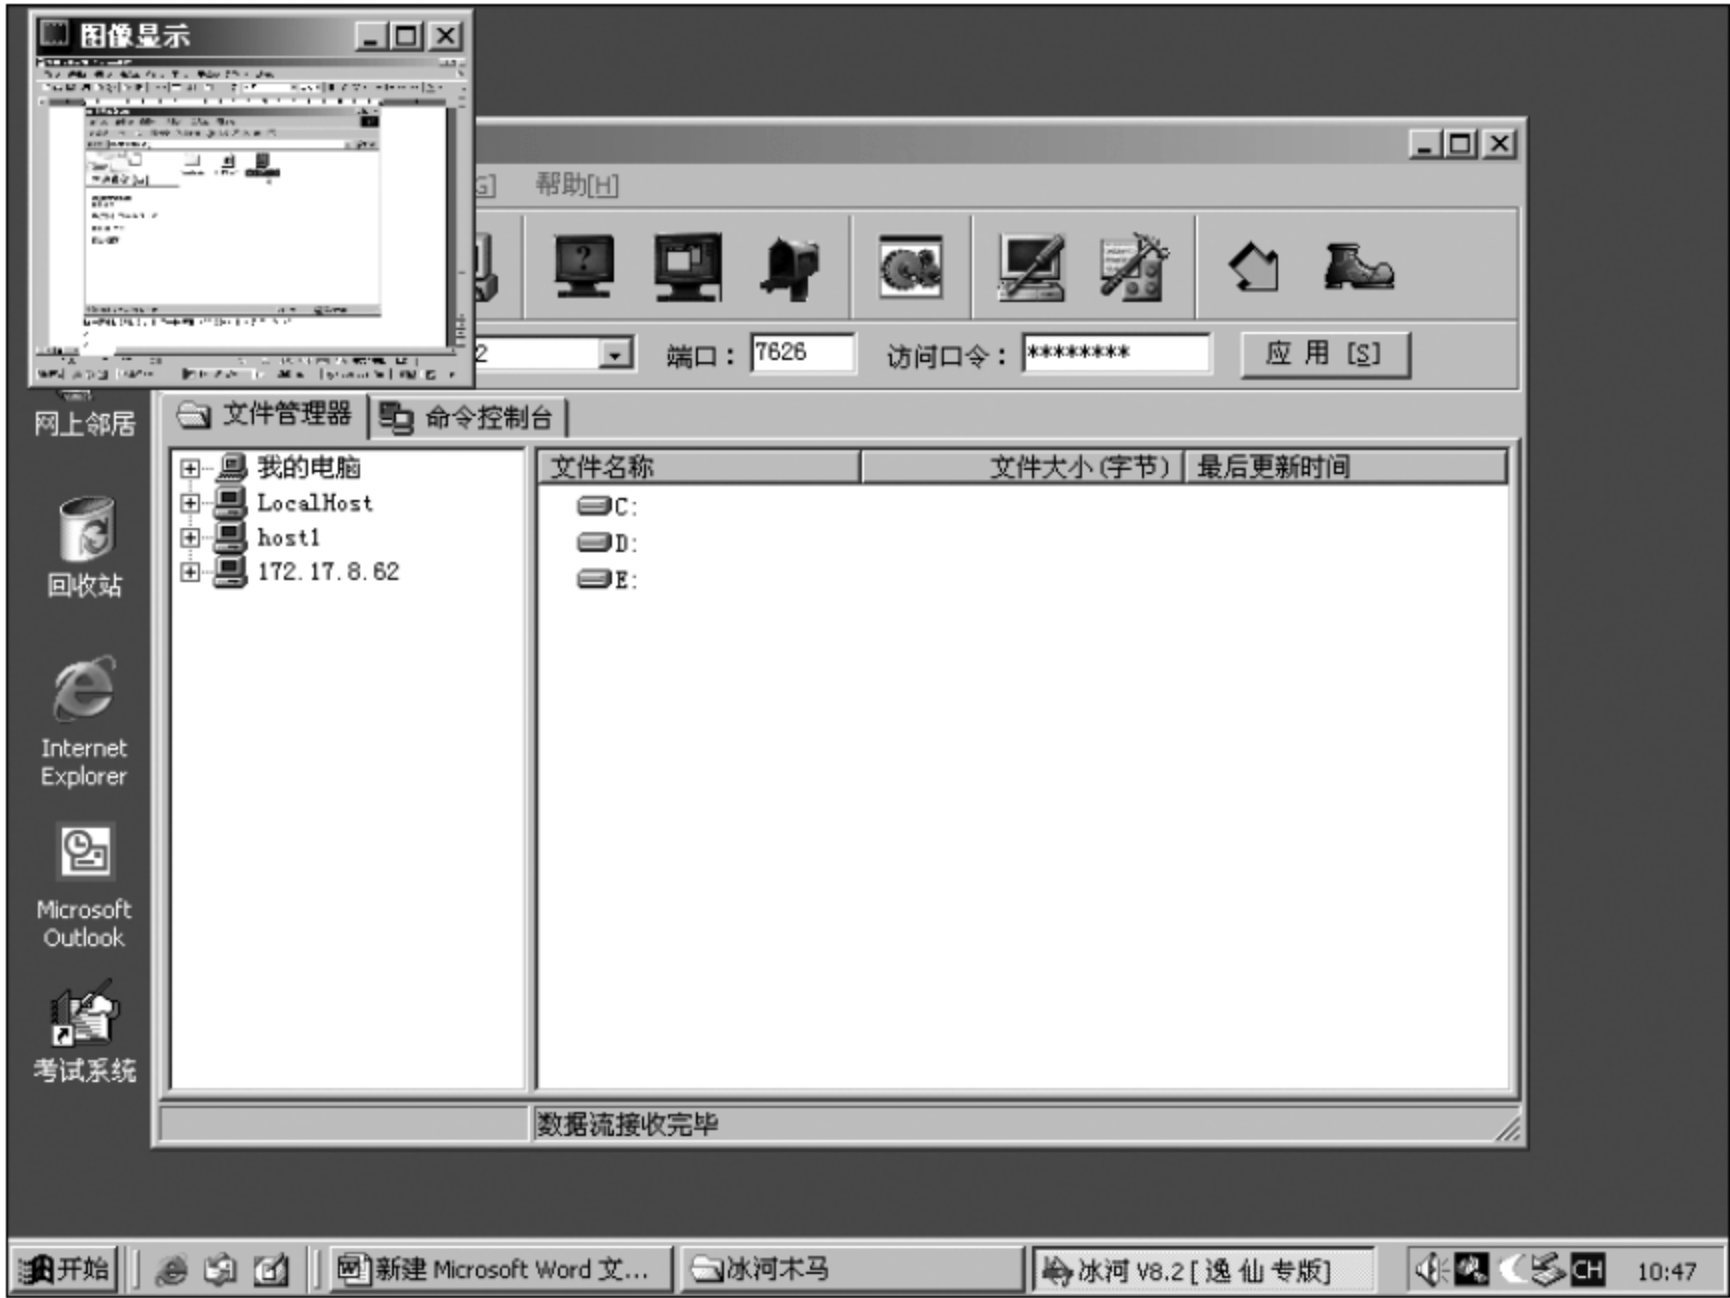 图像显示
G]
帮助[H]
2
端口：
7626
访问口令：
********
应 用 [S]
文件管理器
命令控制台
我的电脑
LocalHost
host1
172.17.8.62
文件名称
文件大小(字节)
最后更新时间
C:
D:
E:
数据流接收完毕
网上邻居
回收站
Internet
Explorer
Microsoft
Outlook
考试系统
开始
新建 Microsoft Word 文...
冰河木马
冰河 V8.2 [ 逸 仙 专版]
CH
10:47